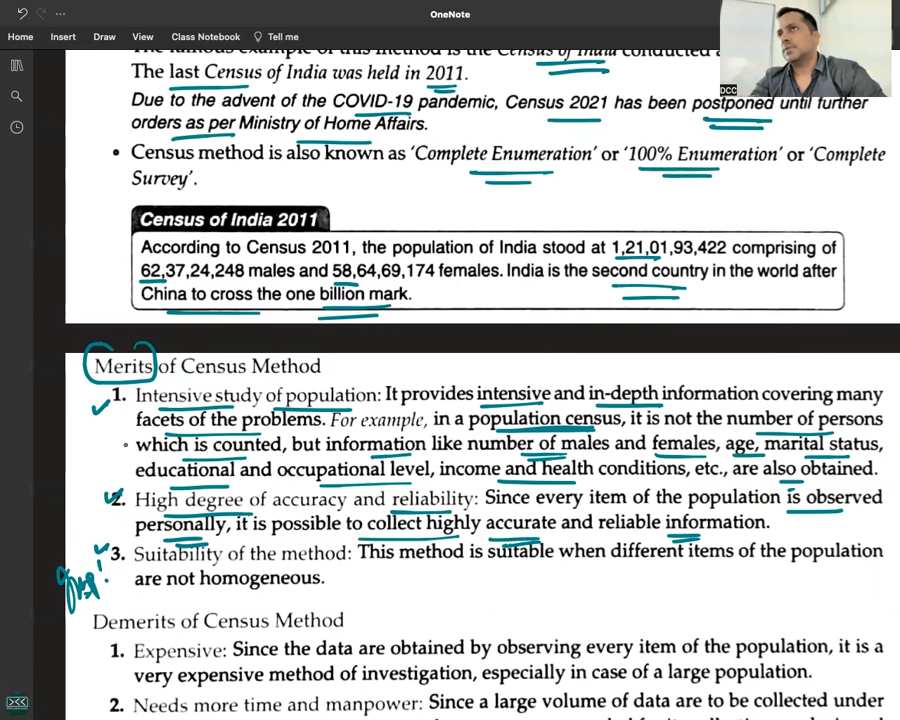 OneNote
Home Insert Draw View Class Notebook Tell me
DCC
The famous example of this method is the Census of India conducted
The last Census of India was held in 2011.
Due to the advent of the COVID-19 pandemic, Census 2021 has been postponed until further
orders as per Ministry of Home Affairs.
• Census method is also known as 'Complete Enumeration' or '100% Enumeration' or 'Complete
Survey'.
Census of India 2011
According to Census 2011, the population of India stood at 1,21,01,93,422 comprising of
62,37,24,248 males and 58,64,69,174 females. India is the second country in the world after
China to cross the one billion mark.
Merits of Census Method
1. Intensive study of population: It provides intensive and in-depth information covering many
facets of the problems. For example, in a population census, it is not the number of persons
which is counted, but information like number of males and females, age, marital status,
educational and occupational level, income and health conditions, etc., are also obtained.
2. High degree of accuracy and reliability: Since every item of the population is observed
personally, it is possible to collect highly accurate and reliable information.
3. Suitability of the method: This method is suitable when different items of the population
are not homogeneous.
Demerits of Census Method
1. Expensive: Since the data are obtained by observing every item of the population, it is a
very expensive method of investigation, especially in case of a large population.
2. Needs more time and manpower: Since a large volume of data are to be collected under